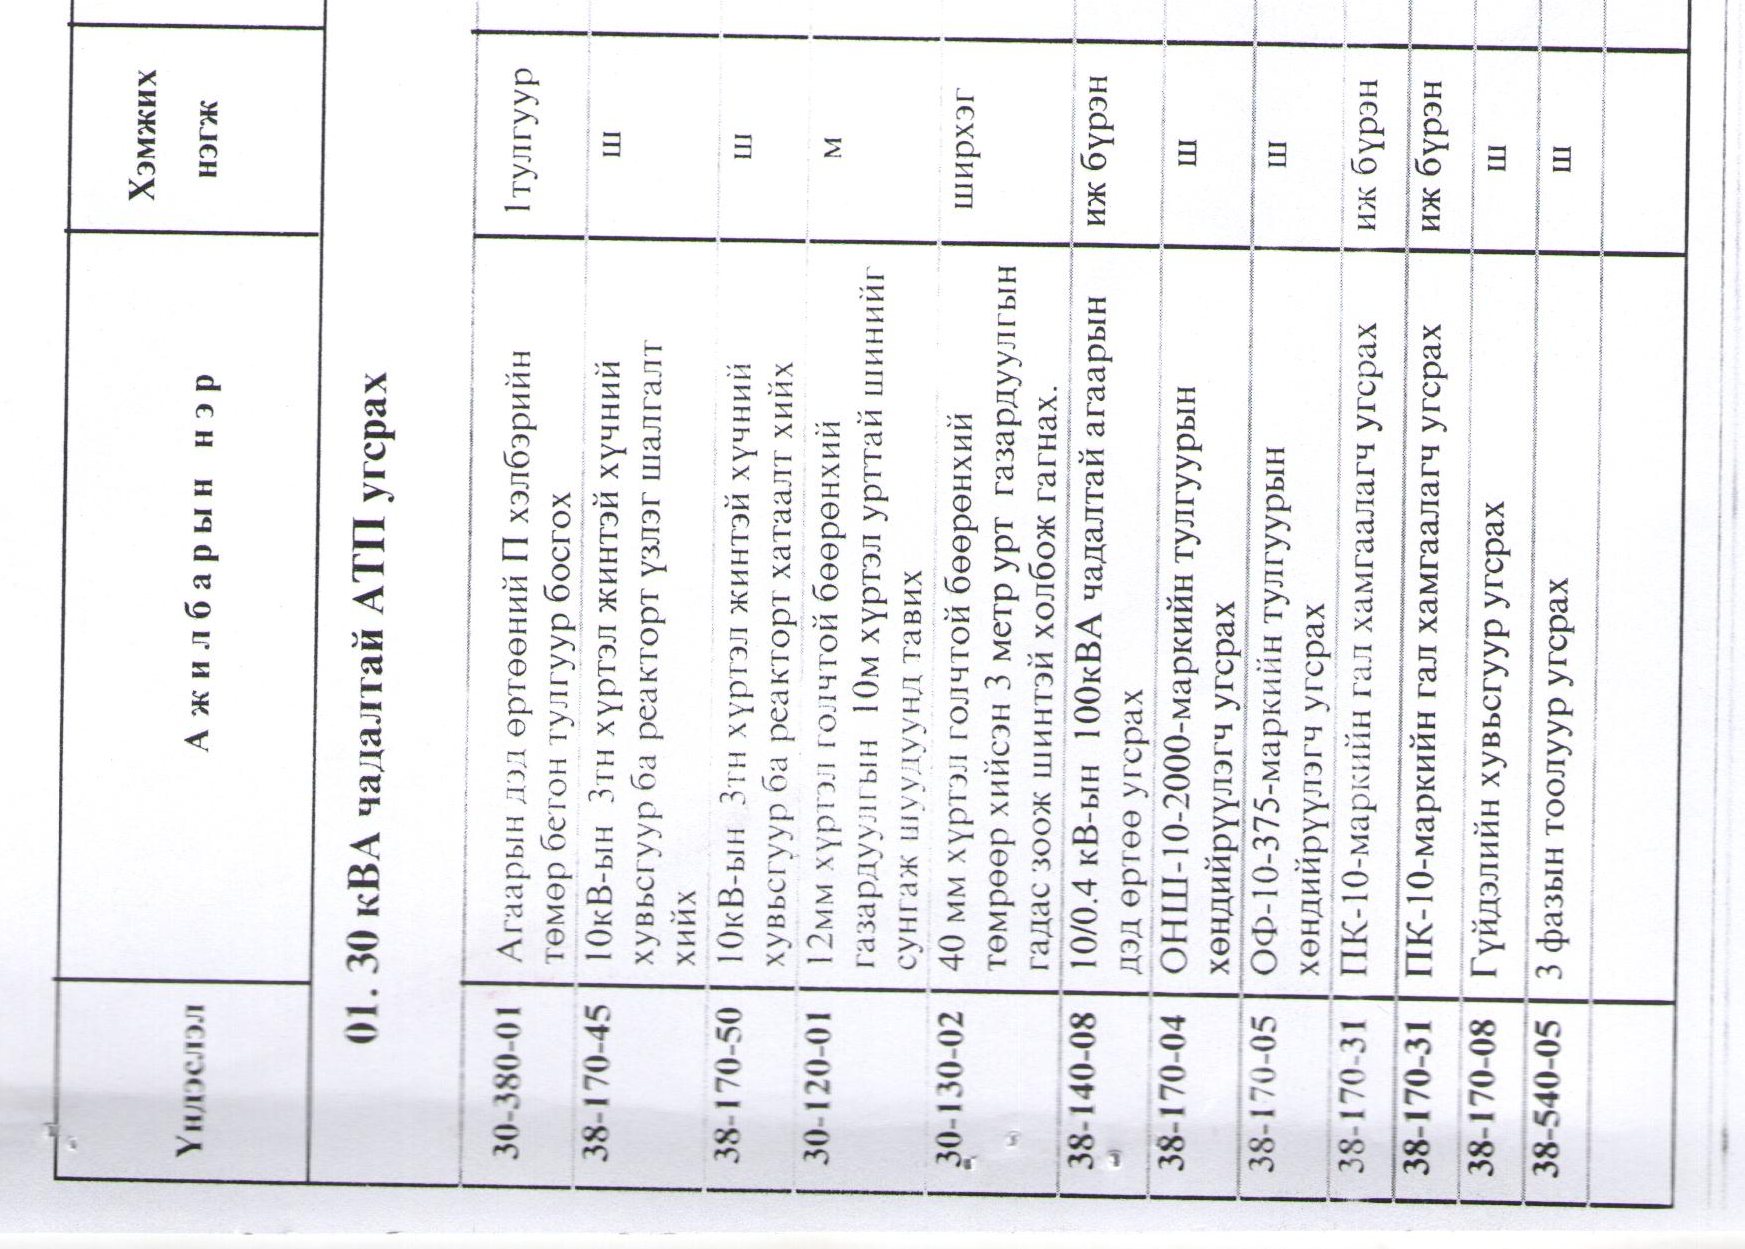 Үндэслэл
Ажилбарын нэр
Хэмжих
нэгж
01. 30 кВА чадалтай АТП угсрах
30-380-01
Агаарын дэд өртөөний П хэлбэрийн
төмөр бетон тулгуур босгох
1тулгуур
38-170-45
10кВ-ын 3тн хүртэл жинтэй хүчний
хувьсгуур ба реакторт үзлэг шалгалт
хийх
ш
38-170-50
10кВ-ын 3тн хүртэл жинтэй хүчний
хувьсгуур ба реакторт хатаалт хийх
ш
30-120-01
12мм хүртэл голчтой бөөрөнхий
газардуулгын 10м хүртэл урттай шинийг
сунгаж шуудуунд тавих
м
30-130-02
40 мм хүртэл голчтой бөөрөнхий
төмрөөр хийсэн 3 метр урт газардуулгын
гадас зоож шинтэй холбож гагнах.
ширхэг
38-140-08
10/0.4 кВ-ын 100кВА чадалтай агаарын
дэд өртөө угсрах
иж бүрэн
38-170-04
ОНШ-10-2000-маркийн тулгуурын
хөндийрүүлэгч угсрах
ш
38-170-05
ОФ-10-375-маркийн тулгуурын
хөндийрүүлэгч угсрах
ш
38-170-31
ПК-10-маркийн гал хамгаалагч угсрах
иж бүрэн
38-170-31
ПК-10-маркийн гал хамгаалагч угсрах
иж бүрэн
38-170-08
Гүйдэлийн хувьсгуур угсрах
ш
38-540-05
3 фазын тоолуур угсрах
ш